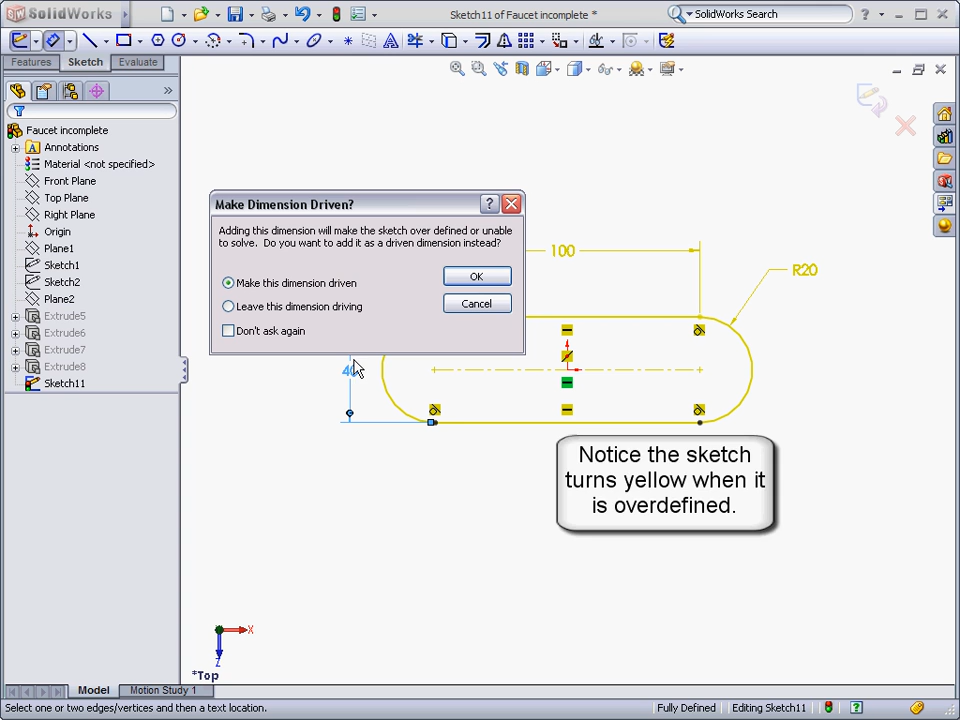 SolidWorks
Sketch11 of Faucet incomplete *
SolidWorks Search
Features
Sketch
Evaluate
Faucet incomplete
Annotations
Material <not specified>
Front Plane
Top Plane
Right Plane
Origin
Plane1
Sketch1
Sketch2
Plane2
Extrude5
Extrude6
Extrude7
Extrude8
Sketch11
Make Dimension Driven?
Adding this dimension will make the sketch over defined or unable
to solve. Do you want to add it as a driven dimension instead?
Make this dimension driven
Leave this dimension driving
Don't ask again
OK
Cancel
100
R20
40
Notice the sketch
turns yellow when it
is overdefined.
X
Z
*Top
Model
Motion Study 1
Select one or two edges/vertices and then a text location.
Fully Defined
Editing Sketch11